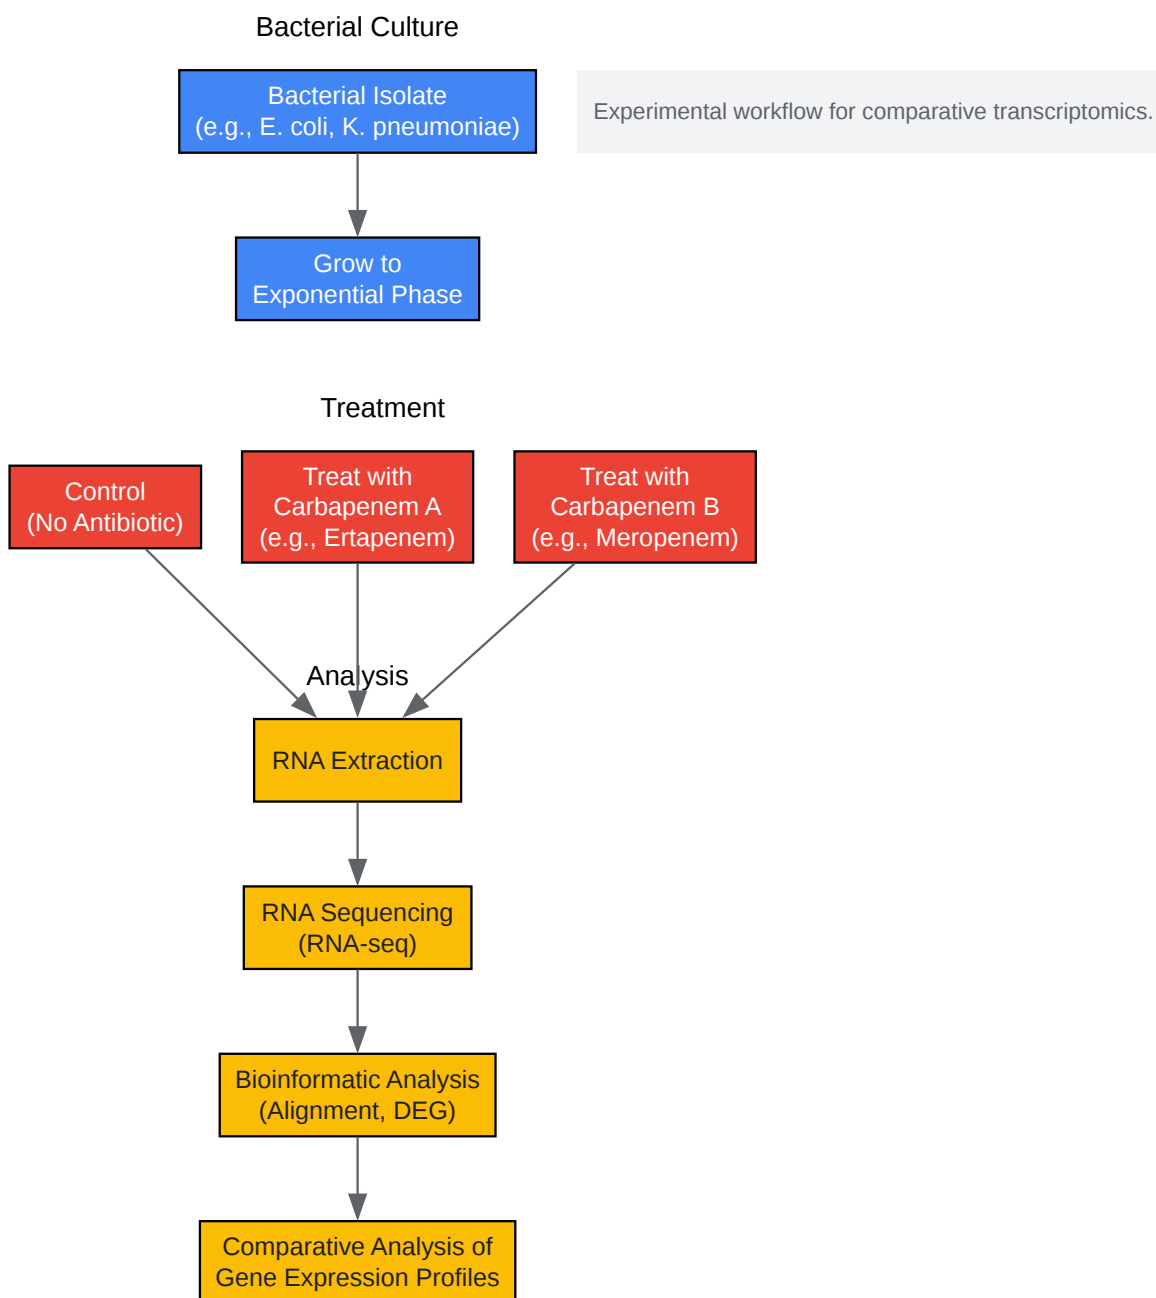 Bacterial Culture
Bacterial Isolate
(e.g., E. coli, K. pneumoniae)
Experimental workflow for comparative transcriptomics.
Grow to
Exponential Phase
Treatment
Control
(No Antibiotic)
Treat with
Carbapenem A
(e.g., Ertapenem)
Treat with
Carbapenem B
(e.g., Meropenem)
Analysis
RNA Extraction
RNA Sequencing
(RNA-seq)
Bioinformatic Analysis
(Alignment, DEG)
Comparative Analysis of
Gene Expression Profiles